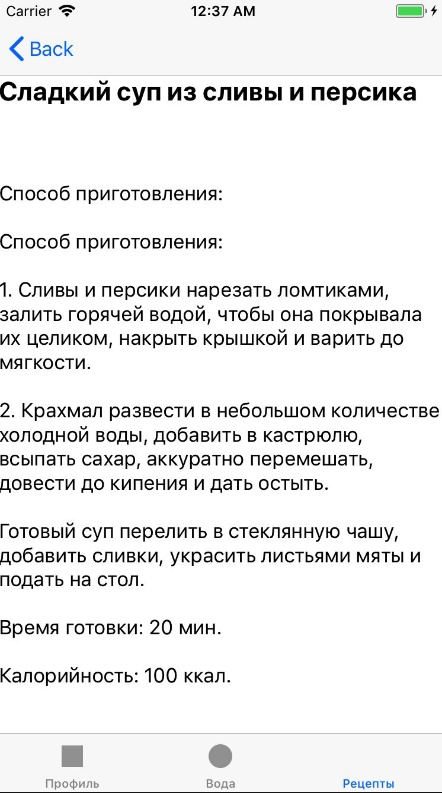 Carrier 12:37 AM
Back
Сладкий суп из сливы и персика
Способ приготовления:
Способ приготовления:
1. Сливы и персики нарезать ломтиками,
залить горячей водой, чтобы она покрывала
их целиком, накрыть крышкой и варить до
мягкости.
2. Крахмал развести в небольшом количестве
холодной воды, добавить в кастрюлю,
всыпать сахар, аккуратно перемешать,
довести до кипения и дать остыть.
Готовый суп перелить в стеклянную чашу,
добавить сливки, украсить листьями мяты и
подать на стол.
Время готовки: 20 мин.
Калорийность: 100 ккал.
Профиль Вода Рецепты